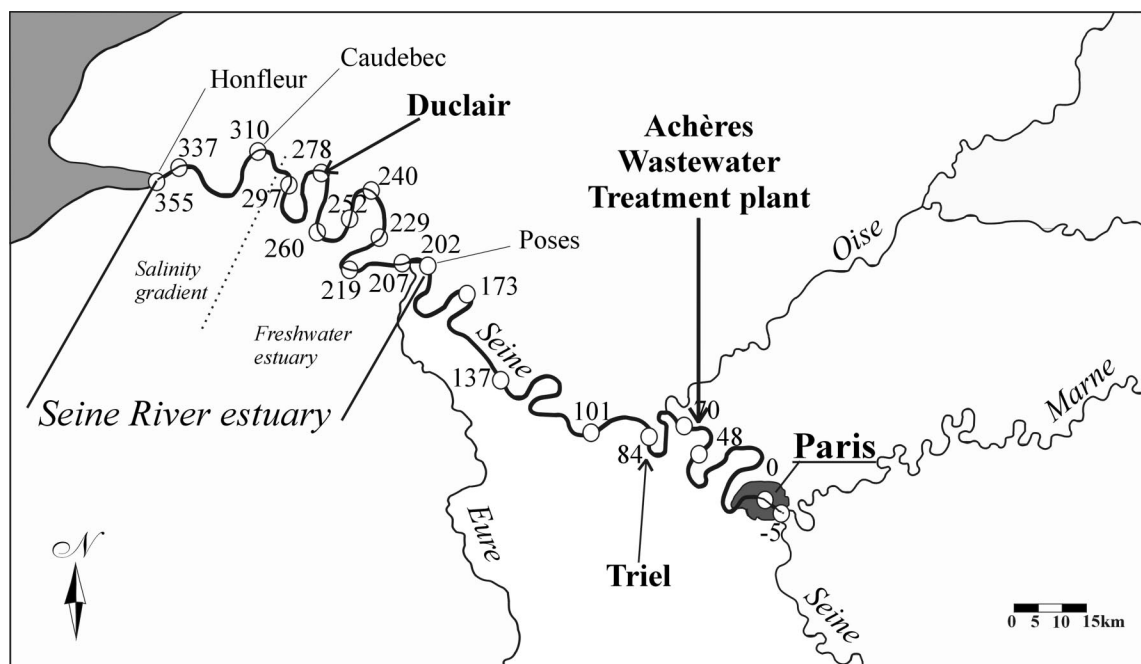 Honfleur
Caudebec
Duclair
337
310
278
355
297
252
240
260
229
202
Poses
219
207
173
Salinity
gradient
Freshwater
estuary
Seine River estuary
Achères
Wastewater
Treatment plant
Oise
Marne
Seine
137
101
84
70
48
Paris
0
-5
Triel
Eure
Seine
N
0 5 10 15km